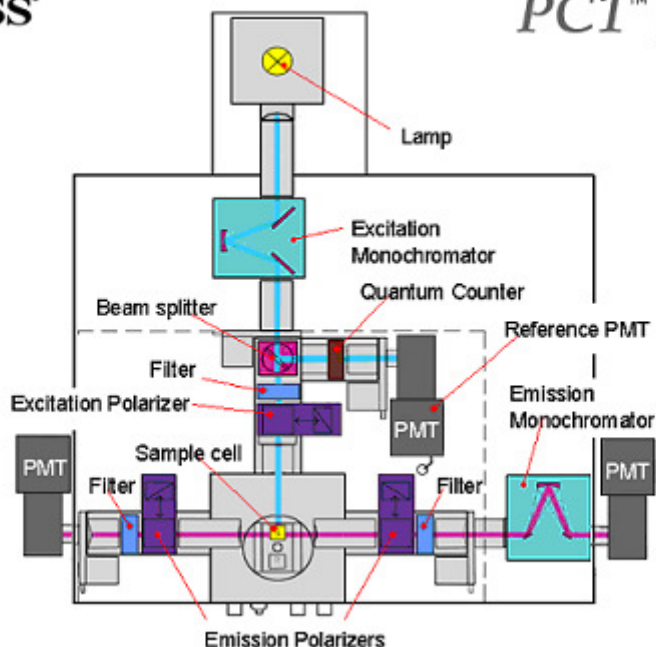 PCT™
Lamp
Excitation
Monochromator
Quantum Counter
Beam splitter
Reference PMT
Filter
Emission
Monochromator
Excitation Polarizer
PMT
Sample cell
PMT
PMT
Filter
Filter
Emission Polarizers